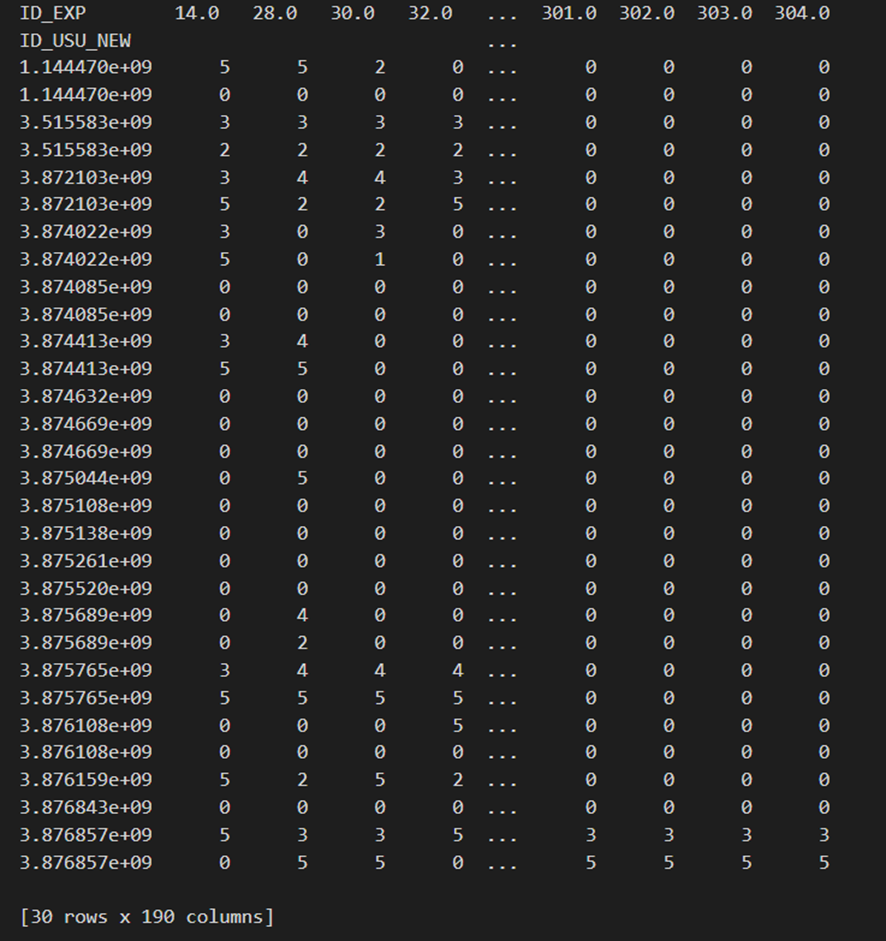 ID_EXP 14.0 28.0 30.0 32.0 ... 301.0 302.0 303.0 304.0
ID_USU_NEW ...
1.144470e+09 5 5 2 0 ... 0 0 0 0
1.144470e+09 0 0 0 0 ... 0 0 0 0
3.515583e+09 3 3 3 3 ... 0 0 0 0
3.515583e+09 2 2 2 2 ... 0 0 0 0
3.872103e+09 3 4 4 3 ... 0 0 0 0
3.872103e+09 5 2 2 5 ... 0 0 0 0
3.874022e+09 3 0 3 0 ... 0 0 0 0
3.874022e+09 5 0 1 0 ... 0 0 0 0
3.874085e+09 0 0 0 0 ... 0 0 0 0
3.874085e+09 0 0 0 0 ... 0 0 0 0
3.874413e+09 3 4 0 0 ... 0 0 0 0
3.874413e+09 5 5 0 0 ... 0 0 0 0
3.874632e+09 0 0 0 0 ... 0 0 0 0
3.874669e+09 0 0 0 0 ... 0 0 0 0
3.874669e+09 0 0 0 0 ... 0 0 0 0
3.875044e+09 0 5 0 0 ... 0 0 0 0
3.875108e+09 0 0 0 0 ... 0 0 0 0
3.875138e+09 0 0 0 0 ... 0 0 0 0
3.875261e+09 0 0 0 0 ... 0 0 0 0
3.875520e+09 0 0 0 0 ... 0 0 0 0
3.875689e+09 0 4 0 0 ... 0 0 0 0
3.875689e+09 0 2 0 0 ... 0 0 0 0
3.875765e+09 3 4 4 4 ... 0 0 0 0
3.875765e+09 5 5 5 5 ... 0 0 0 0
3.876108e+09 0 0 0 5 ... 0 0 0 0
3.876108e+09 0 0 0 0 ... 0 0 0 0
3.876159e+09 5 2 5 2 ... 0 0 0 0
3.876843e+09 0 0 0 0 ... 0 0 0 0
3.876857e+09 5 3 3 5 ... 3 3 3 3
3.876857e+09 0 5 5 0 ... 5 5 5 5
[30 rows x 190 columns]